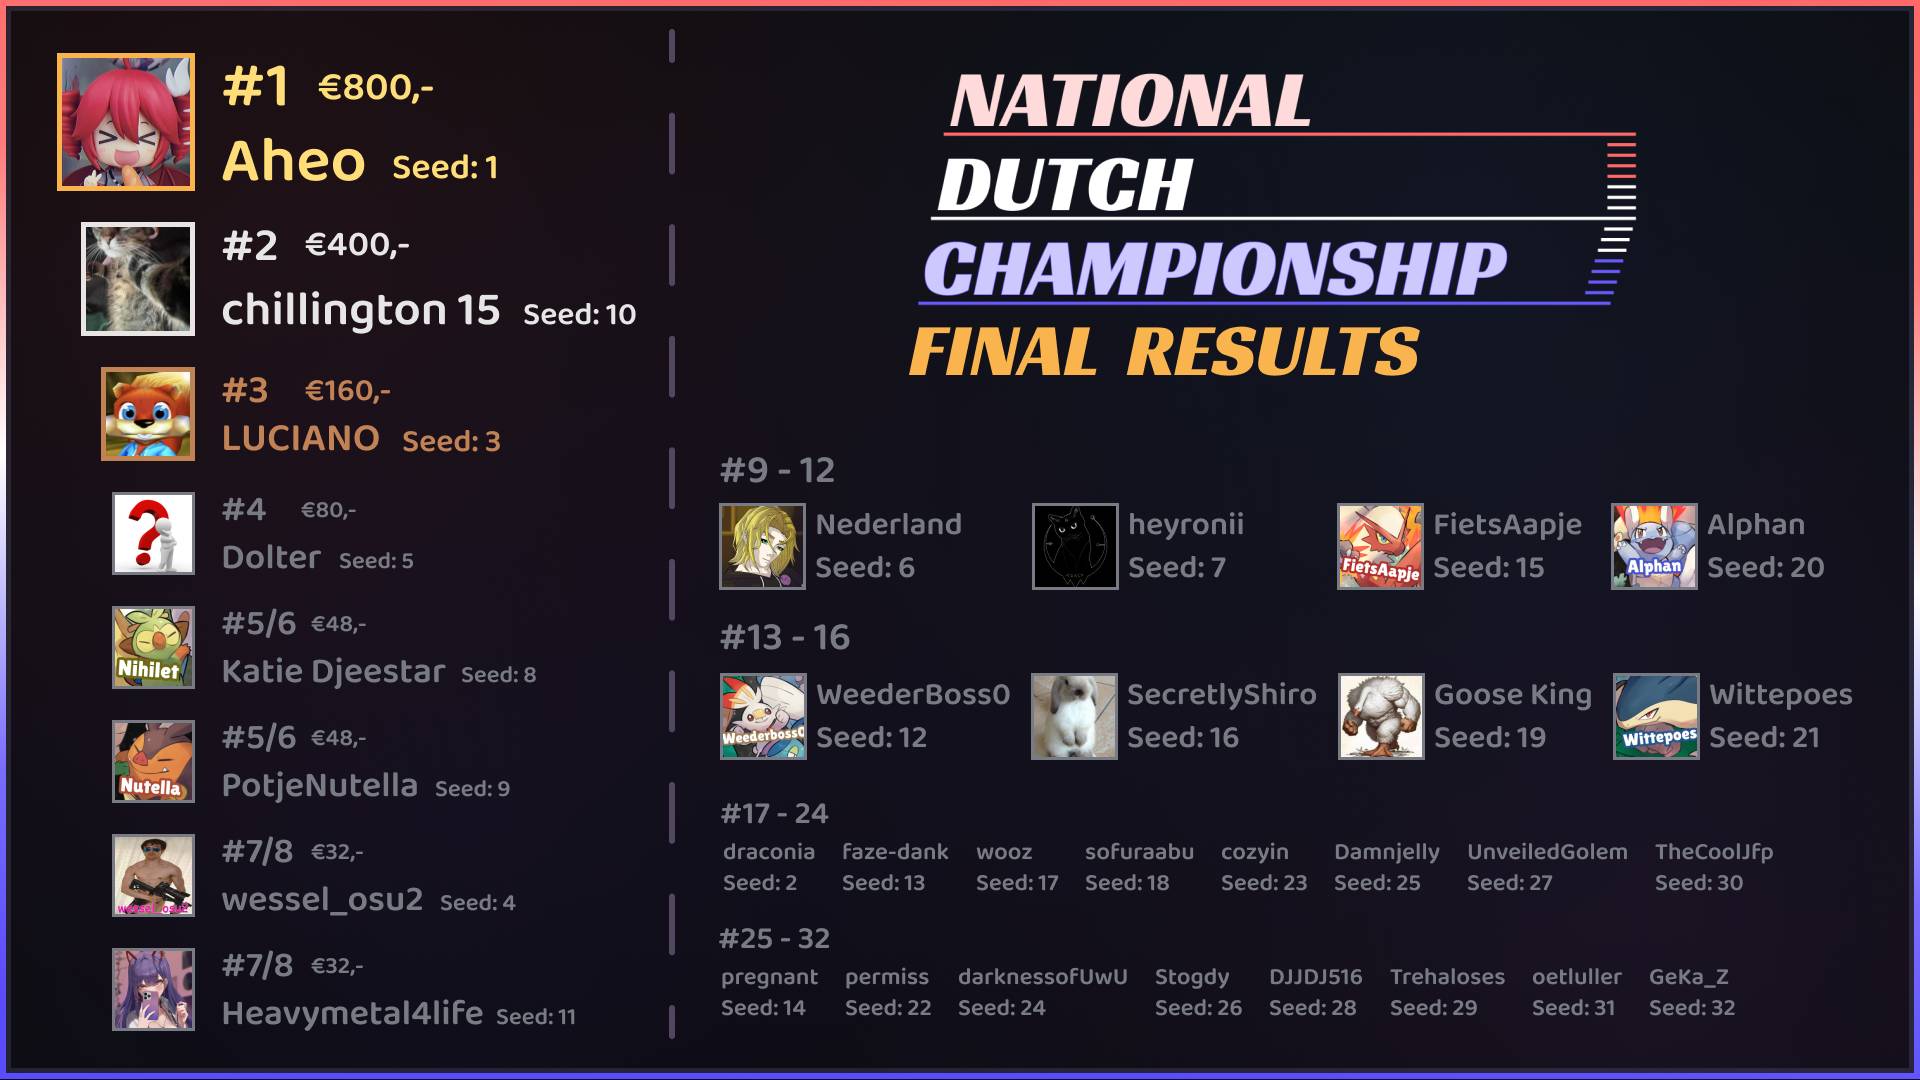 #1 €800,-
Aheo Seed: 1
#2 €400,-
chillington 15 Seed: 10
#3 €160,-
LUCIANO Seed: 3
#4 €80,-
Dolter Seed: 5
#5/6 €48,-
Nihilet
Katie Djeestar Seed: 8
#5/6 €48,-
Nutella
PotjeNutella Seed: 9
#7/8 €32,-
wessel_osu2
wessel_osu2 Seed: 4
#7/8 €32,-
Heavymetal4life Seed: 11
NATIONAL
DUTCH
CHAMPIONSHIP
FINAL RESULTS
#9 - 12
Nederland heyronii FietsAapje Alphan
FietsAapje Alphan
Seed: 6 Seed: 7 Seed: 15 Seed: 20
#13 - 16
WeederBoss0 SecretlyShiro Goose King Wittepoes
Weederboss0 Wittepoes
Seed: 12 Seed: 16 Seed: 19 Seed: 21
#17 - 24
draconia faze-dank wooz sofuraabu cozyin Damnjelly UnveiledGolem TheCoolJfp
Seed: 2 Seed: 13 Seed: 17 Seed: 18 Seed: 23 Seed: 25 Seed: 27 Seed: 30
#25 - 32
pregnant permiss darknessofUwU Stogdy DJJDJ516 Trehaloses oetluller GeKa_Z
Seed: 14 Seed: 22 Seed: 24 Seed: 26 Seed: 28 Seed: 29 Seed: 31 Seed: 32